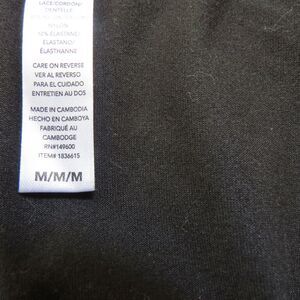 LACE/CORDON/
DENTELLE
NYLON
10% ELASTANE/
ELASTANO/
ÉLASTHANNE
CARE ON REVERSE
VER AL REVERSO
PARA EL CUIDADO
ENTRETIEN AU DOS
MADE IN CAMBODIA
HECHO EN CAMBOYA
FABRIQUÉ AU
CAMBODGE
RN#149600
ITEM# 1836615
M/M/M